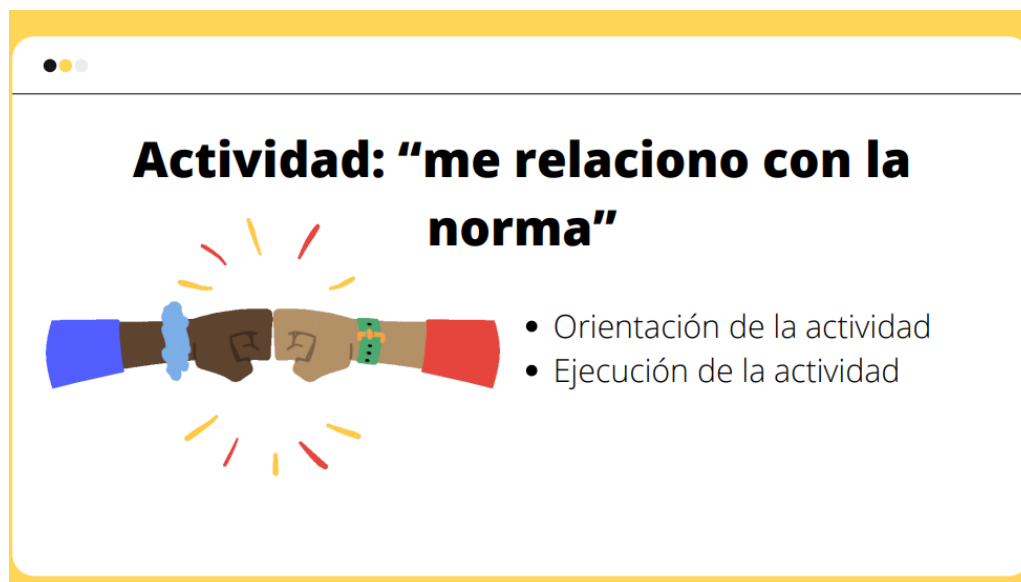 Actividad: “me relaciono con la
norma”
• Orientación de la actividad
• Ejecución de la actividad